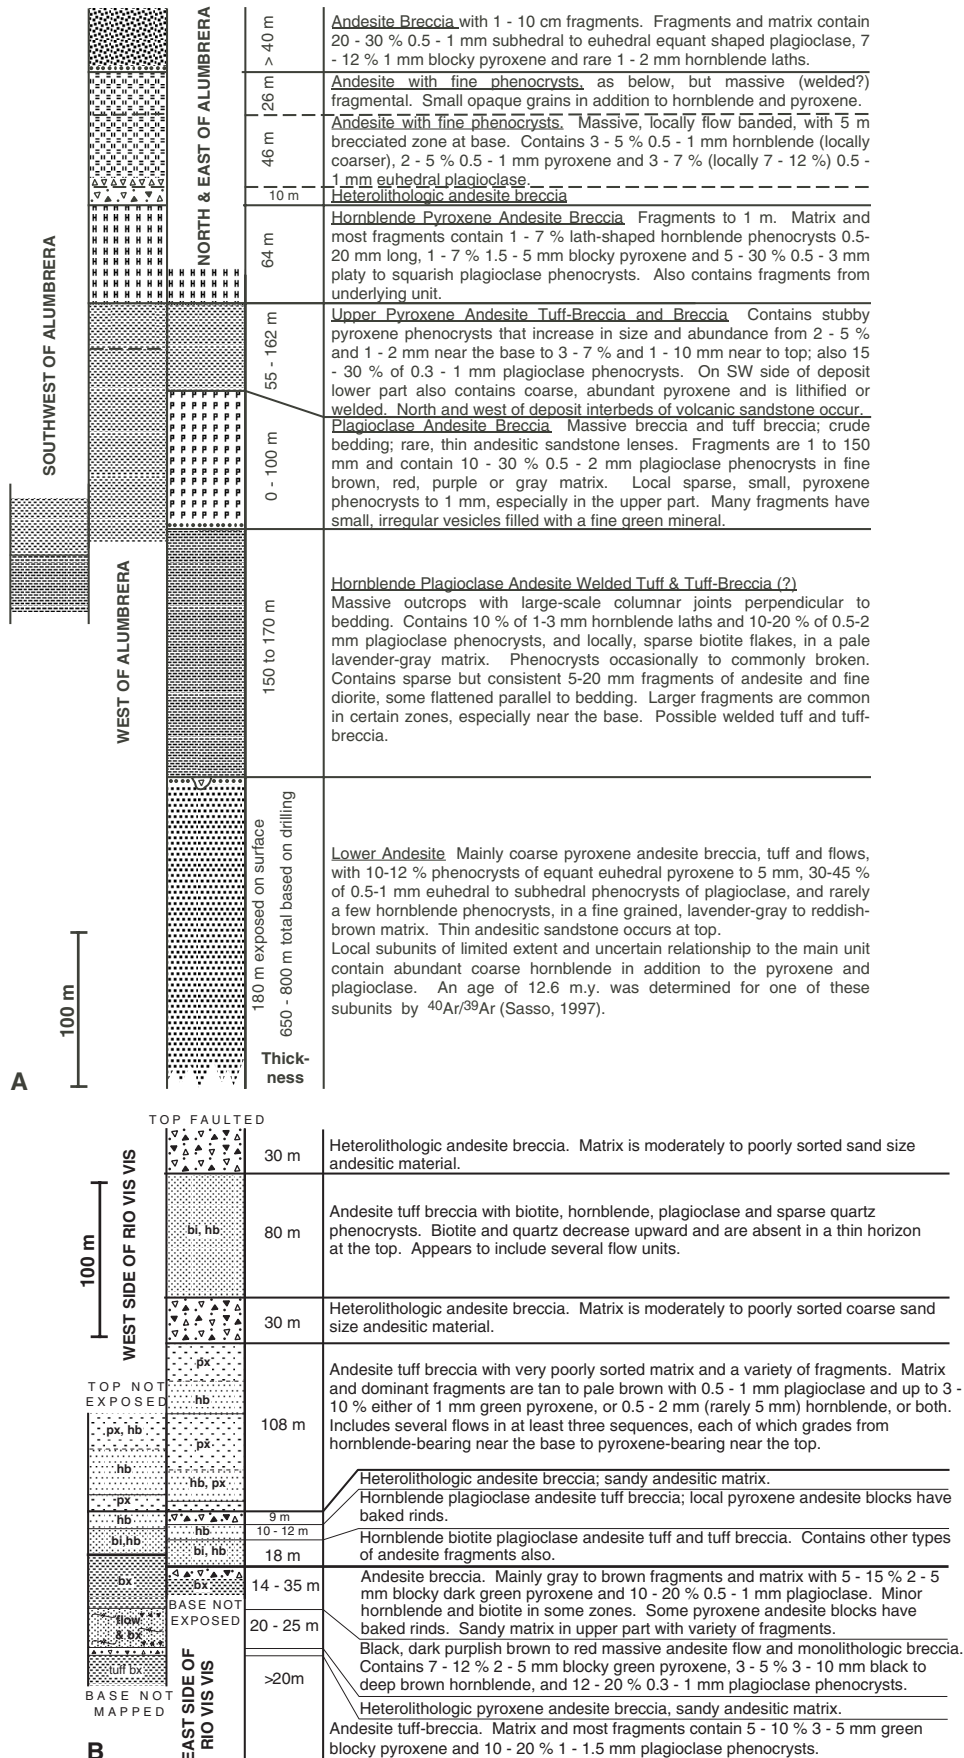 SOUTHWEST OF ALUMBRERA
WEST OF ALUMBRERA
NORTH & EAST OF ALUMBRERA
> 40 m
Andesite Breccia with 1 - 10 cm fragments. Fragments and matrix contain
20 - 30 % 0.5 - 1 mm subhedral to euhedral equant shaped plagioclase, 7
- 12 % 1 mm blocky pyroxene and rare 1 - 2 mm hornblende laths.
26 m
Andesite with fine phenocrysts, as below, but massive (welded?)
fragmental. Small opaque grains in addition to hornblende and pyroxene.
46 m
Andesite with fine phenocrysts. Massive, locally flow banded, with 5 m
brecciated zone at base. Contains 3 - 5 % 0.5 - 1 mm hornblende (locally
coarser), 2 - 5 % 0.5 - 1 mm pyroxene and 3 - 7 % (locally 7 - 12 %) 0.5 -
1 mm euhedral plagioclase.
10 m
Heterolithologic andesite breccia
64 m
Hornblende Pyroxene Andesite Breccia Fragments to 1 m. Matrix and
most fragments contain 1 - 7 % lath-shaped hornblende phenocrysts 0.5-
20 mm long, 1 - 7 % 1.5 - 5 mm blocky pyroxene and 5 - 30 % 0.5 - 3 mm
platy to squarish plagioclase phenocrysts. Also contains fragments from
underlying unit.
55 - 162 m
Upper Pyroxene Andesite Tuff-Breccia and Breccia Contains stubby
pyroxene phenocrysts that increase in size and abundance from 2 - 5 %
and 1 - 2 mm near the base to 3 - 7 % and 1 - 10 mm near to top; also 15
- 30 % of 0.3 - 1 mm plagioclase phenocrysts. On SW side of deposit
lower part also contains coarse, abundant pyroxene and is lithified or
welded. North and west of deposit interbeds of volcanic sandstone occur.
0 - 100 m
Plagioclase Andesite Breccia Massive breccia and tuff breccia; crude
bedding; rare, thin andesitic sandstone lenses. Fragments are 1 to 150
mm and contain 10 - 30 % 0.5 - 2 mm plagioclase phenocrysts in fine
brown, red, purple or gray matrix. Local sparse, small, pyroxene
phenocrysts to 1 mm, especially in the upper part. Many fragments have
small, irregular vesicles filled with a fine green mineral.
150 to 170 m
Hornblende Plagioclase Andesite Welded Tuff & Tuff-Breccia (?)
Massive outcrops with large-scale columnar joints perpendicular to
bedding. Contains 10 % of 1-3 mm hornblende laths and 10-20 % of 0.5-2
mm plagioclase phenocrysts, and locally, sparse biotite flakes, in a pale
lavender-gray matrix. Phenocrysts occasionally to commonly broken.
Contains sparse but consistent 5-20 mm fragments of andesite and fine
diorite, some flattened parallel to bedding. Larger fragments are common
in certain zones, especially near the base. Possible welded tuff and tuff-
breccia.
180 m exposed on surface
650 - 800 m total based on drilling
Lower Andesite Mainly coarse pyroxene andesite breccia, tuff and flows,
with 10-12 % phenocrysts of equant euhedral pyroxene to 5 mm, 30-45 %
of 0.5-1 mm euhedral to subhedral phenocrysts of plagioclase, and rarely
a few hornblende phenocrysts, in a fine grained, lavender-gray to reddish-
brown matrix. Thin andesitic sandstone occurs at top.
Local subunits of limited extent and uncertain relationship to the main unit
contain abundant coarse hornblende in addition to the pyroxene and
plagioclase. An age of 12.6 m.y. was determined for one of these
subunits by 40Ar/39Ar (Sasso, 1997).
100 m
Thick-
ness
A
TOP FAULTED
WEST SIDE OF RIO VIS VIS
100 m
30 m
Heterolithologic andesite breccia. Matrix is moderately to poorly sorted sand size
andesitic material.
bi, hb
80 m
Andesite tuff breccia with biotite, hornblende, plagioclase and sparse quartz
phenocrysts. Biotite and quartz decrease upward and are absent in a thin horizon
at the top. Appears to include several flow units.
30 m
Heterolithologic andesite breccia. Matrix is moderately to poorly sorted coarse sand
size andesitic material.
TOP NOT
EXPOSED
px, hb
hb
px
hb
bi,hb
bx
flow
& bx
tuff bx
BASE NOT
MAPPED
px
hb
px
hb, px
hb
bi, hb
bx
BASE NOT
EXPOSED
EAST SIDE OF
RIO VIS VIS
108 m
Andesite tuff breccia with very poorly sorted matrix and a variety of fragments. Matrix
and dominant fragments are tan to pale brown with 0.5 - 1 mm plagioclase and up to 3 -
10 % either of 1 mm green pyroxene, or 0.5 - 2 mm (rarely 5 mm) hornblende, or both.
Includes several flows in at least three sequences, each of which grades from
hornblende-bearing near the base to pyroxene-bearing near the top.
9 m
Heterolithologic andesite breccia; sandy andesitic matrix.
10 - 12 m
Hornblende plagioclase andesite tuff breccia; local pyroxene andesite blocks have
baked rinds.
18 m
Hornblende biotite plagioclase andesite tuff and tuff breccia. Contains other types
of andesite fragments also.
14 - 35 m
Andesite breccia. Mainly gray to brown fragments and matrix with 5 - 15 % 2 - 5
mm blocky dark green pyroxene and 10 - 20 % 0.5 - 1 mm plagioclase. Minor
hornblende and biotite in some zones. Some pyroxene andesite blocks have
baked rinds. Sandy matrix in upper part with variety of fragments.
20 - 25 m
Black, dark purplish brown to red massive andesite flow and monolithologic breccia.
Contains 7 - 12 % 2 - 5 mm blocky green pyroxene, 3 - 5 % 3 - 10 mm black to
deep brown hornblende, and 12 - 20 % 0.3 - 1 mm plagioclase phenocrysts.
Heterolithologic pyroxene andesite breccia, sandy andesitic matrix.
>20m
Andesite tuff-breccia. Matrix and most fragments contain 5 - 10 % 3 - 5 mm green
blocky pyroxene and 10 - 20 % 1 - 1.5 mm plagioclase phenocrysts.
B